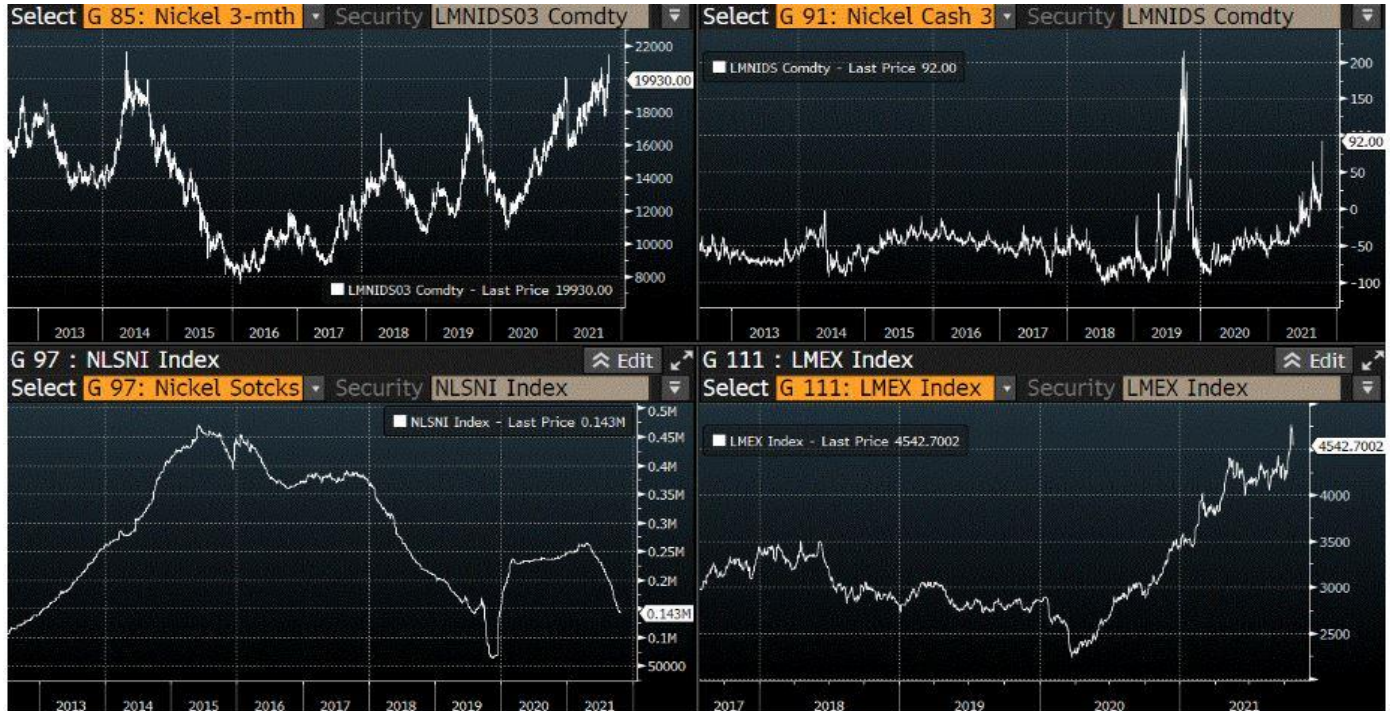 Select G 85: Nickel 3-mth Security LMNIDS03 Comdty
22000
19930.00
18000
16000
14000
12000
10000
8000
LMNIDS03 Comdty - Last Price 19930.00
2013 2014 2015 2016 2017 2018 2019 2020 2021
Select G 91: Nickel Cash 3 Security LMNIDS Comdty
LMNIDS Comdty - Last Price 92.00
200
150
92.00
50
0
-50
-100
2013 2014 2015 2016 2017 2018 2019 2020 2021
G 97 : NLSNI Index Edit
Select G 97: Nickel Sotcks Security NLSNI Index
NLSNI Index - Last Price 0.143M
0.5M
0.45M
0.4M
0.35M
0.3M
0.25M
0.2M
0.143M
0.1M
50000
2013 2014 2015 2016 2017 2018 2019 2020 2021
G 111 : LMEX Index Edit
Select G 111: LMEX Index Security LMEX Index
LMEX Index - Last Price 4542.7002
4542.7002
4000
3500
3000
2500
2017 2018 2019 2020 2021